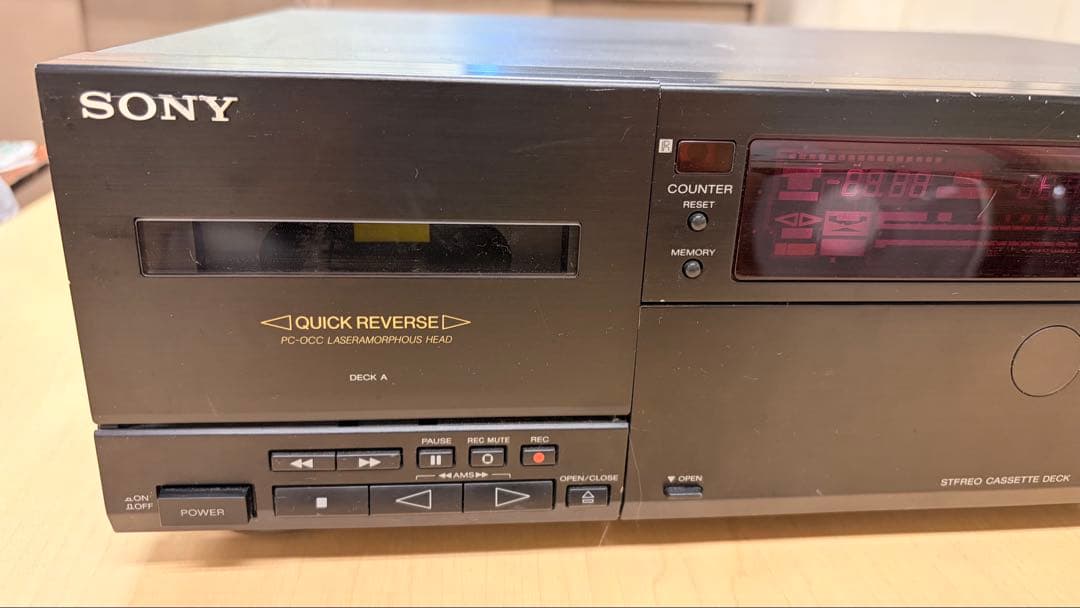 SONY
R
COUNTER
RESET
MEMORY
QUICK REVERSE
PC-OCC LASERAMORPHOUS HEAD
DECK A
PAUSE
REC MUTE
REC
AMS
OPEN/CLOSE
ON
OFF
POWER
OPEN
STEREO CASSETTE DECK